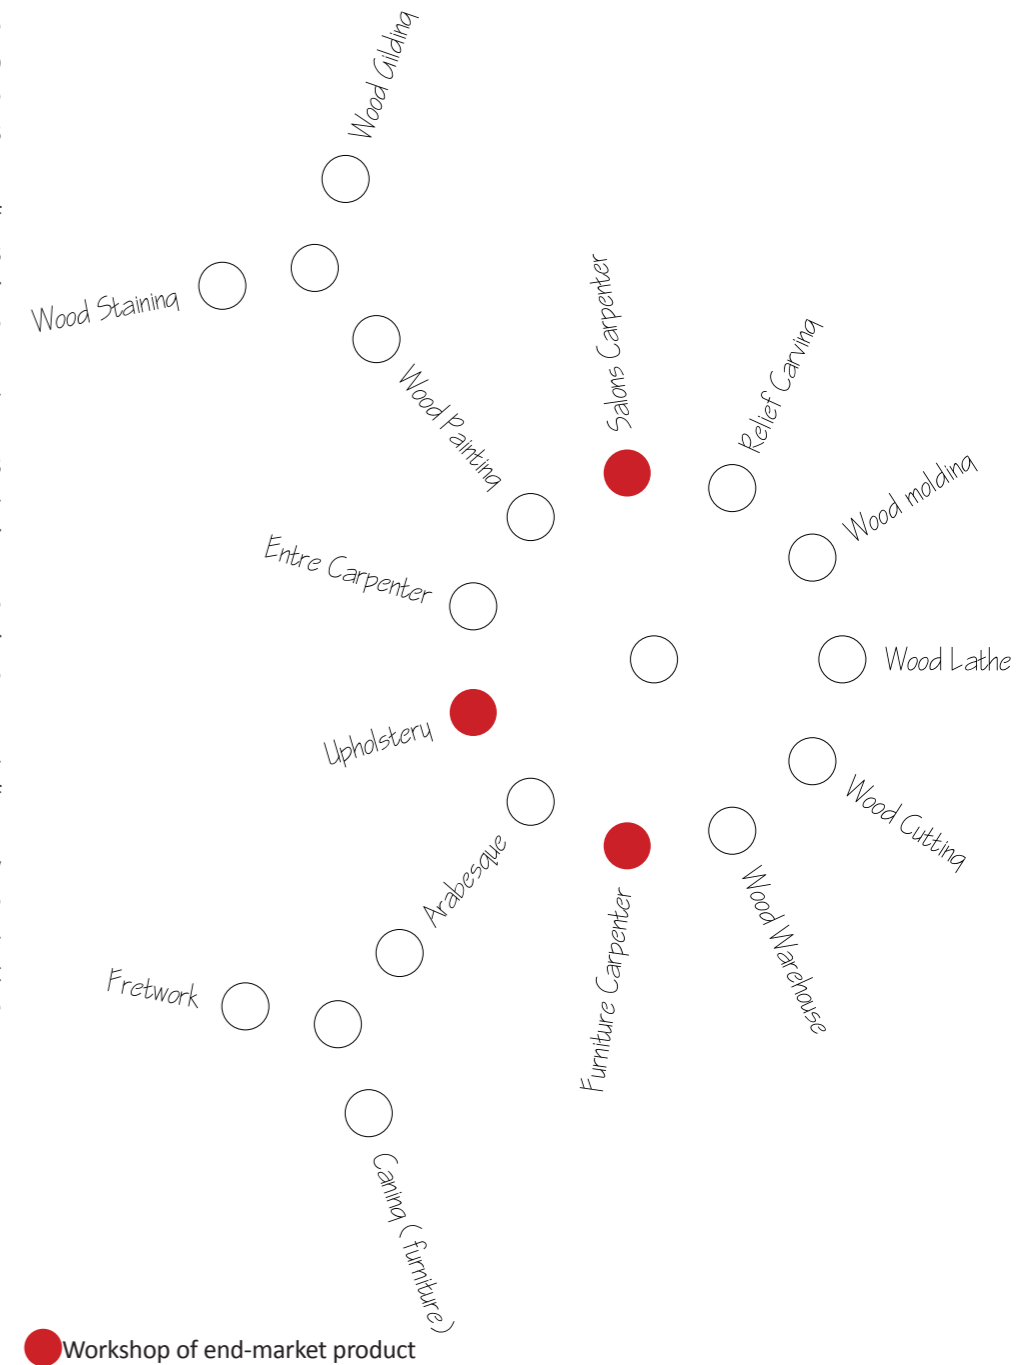 Wood Gilding
Wood Staining
Wood Painting
Salons Carpenter
Relief Carving
Wood molding
Entre Carpenter
Wood Lathe
Upholstery
Wood Cutting
Arabesque
Wood Warehouse
Furniture Carpenter
Fretwork
Caning ( furniture)
Workshop of end-market product